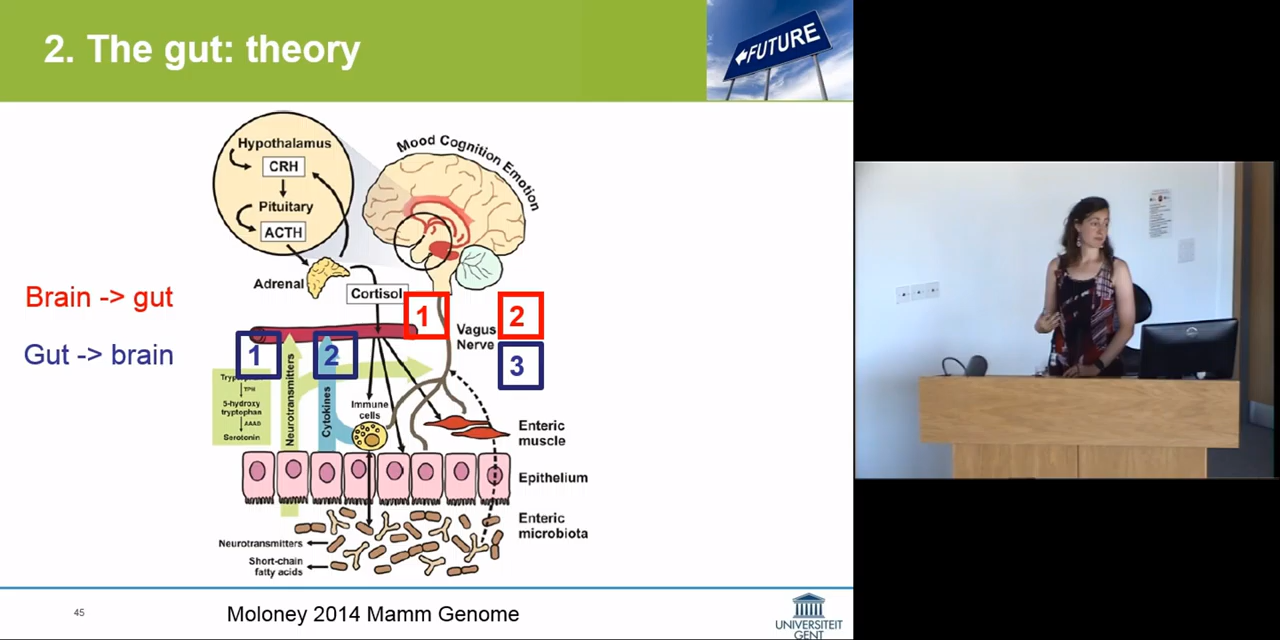 2. The gut: theory
FUTURE
Mood Cognition Emotion
Hypothalamus
CRH
Pituitary
ACTH
Adrenal
Cortisol
Brain -> gut
1
2
Vagus
Nerve
Gut -> brain
1
2
3
TPH
5-hydroxy
tryptophan
AAAD
Serotonin
Neurotransmitters
Cytokines
Immune
cells
Enteric
muscle
Epithelium
Enteric
microbiota
Neurotransmitters
Short-chain
fatty acids
45
Moloney 2014 Mamm Genome
UNIVERSITEIT
GENT